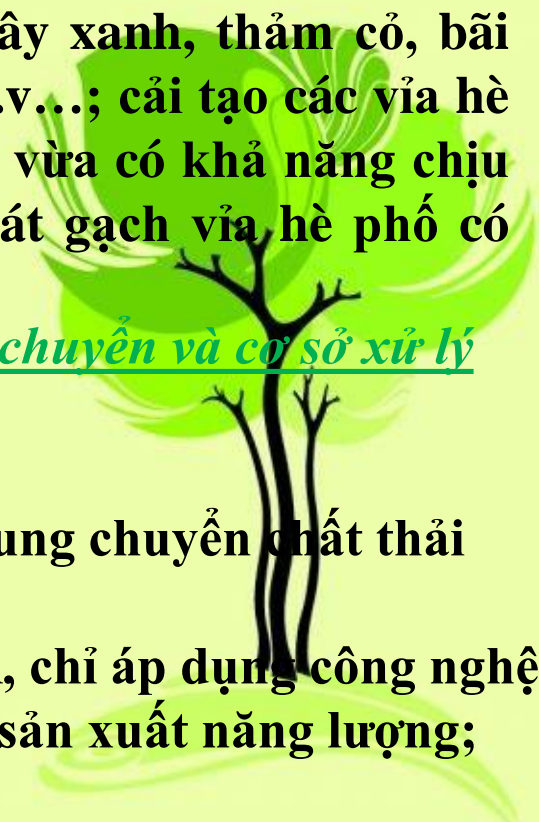 ây xanh, thảm cỏ, bãi
.v…; cải tạo các vỉa hè
vừa có khả năng chịu
át gạch vỉa hè phố có
chuyển và cơ sở xử lý
ung chuyển chất thải
, chỉ áp dụng công nghệ
sản xuất năng lượng;